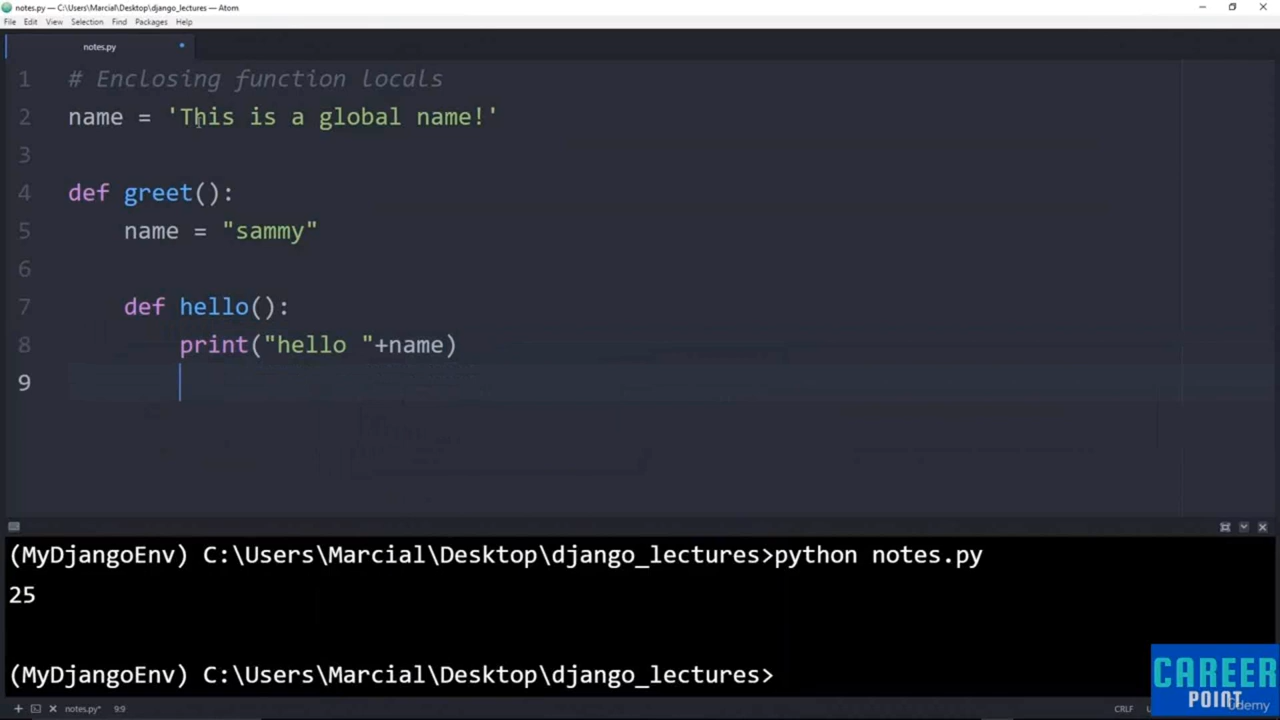 notes.py — C:\Users\Marcial\Desktop\django_lectures — Atom
File Edit View Selection Find Packages Help
notes.py
1 # Enclosing function locals
2 name = 'This is a global name!'
3
4 def greet():
5 name = "sammy"
6
7 def hello():
8 print("hello "+name)
9
(MyDjangoEnv) C:\Users\Marcial\Desktop\django_lectures>python notes.py
25
(MyDjangoEnv) C:\Users\Marcial\Desktop\django_lectures>
CAREER
POINT
Udemy
notes.py* 9:9 CRLF